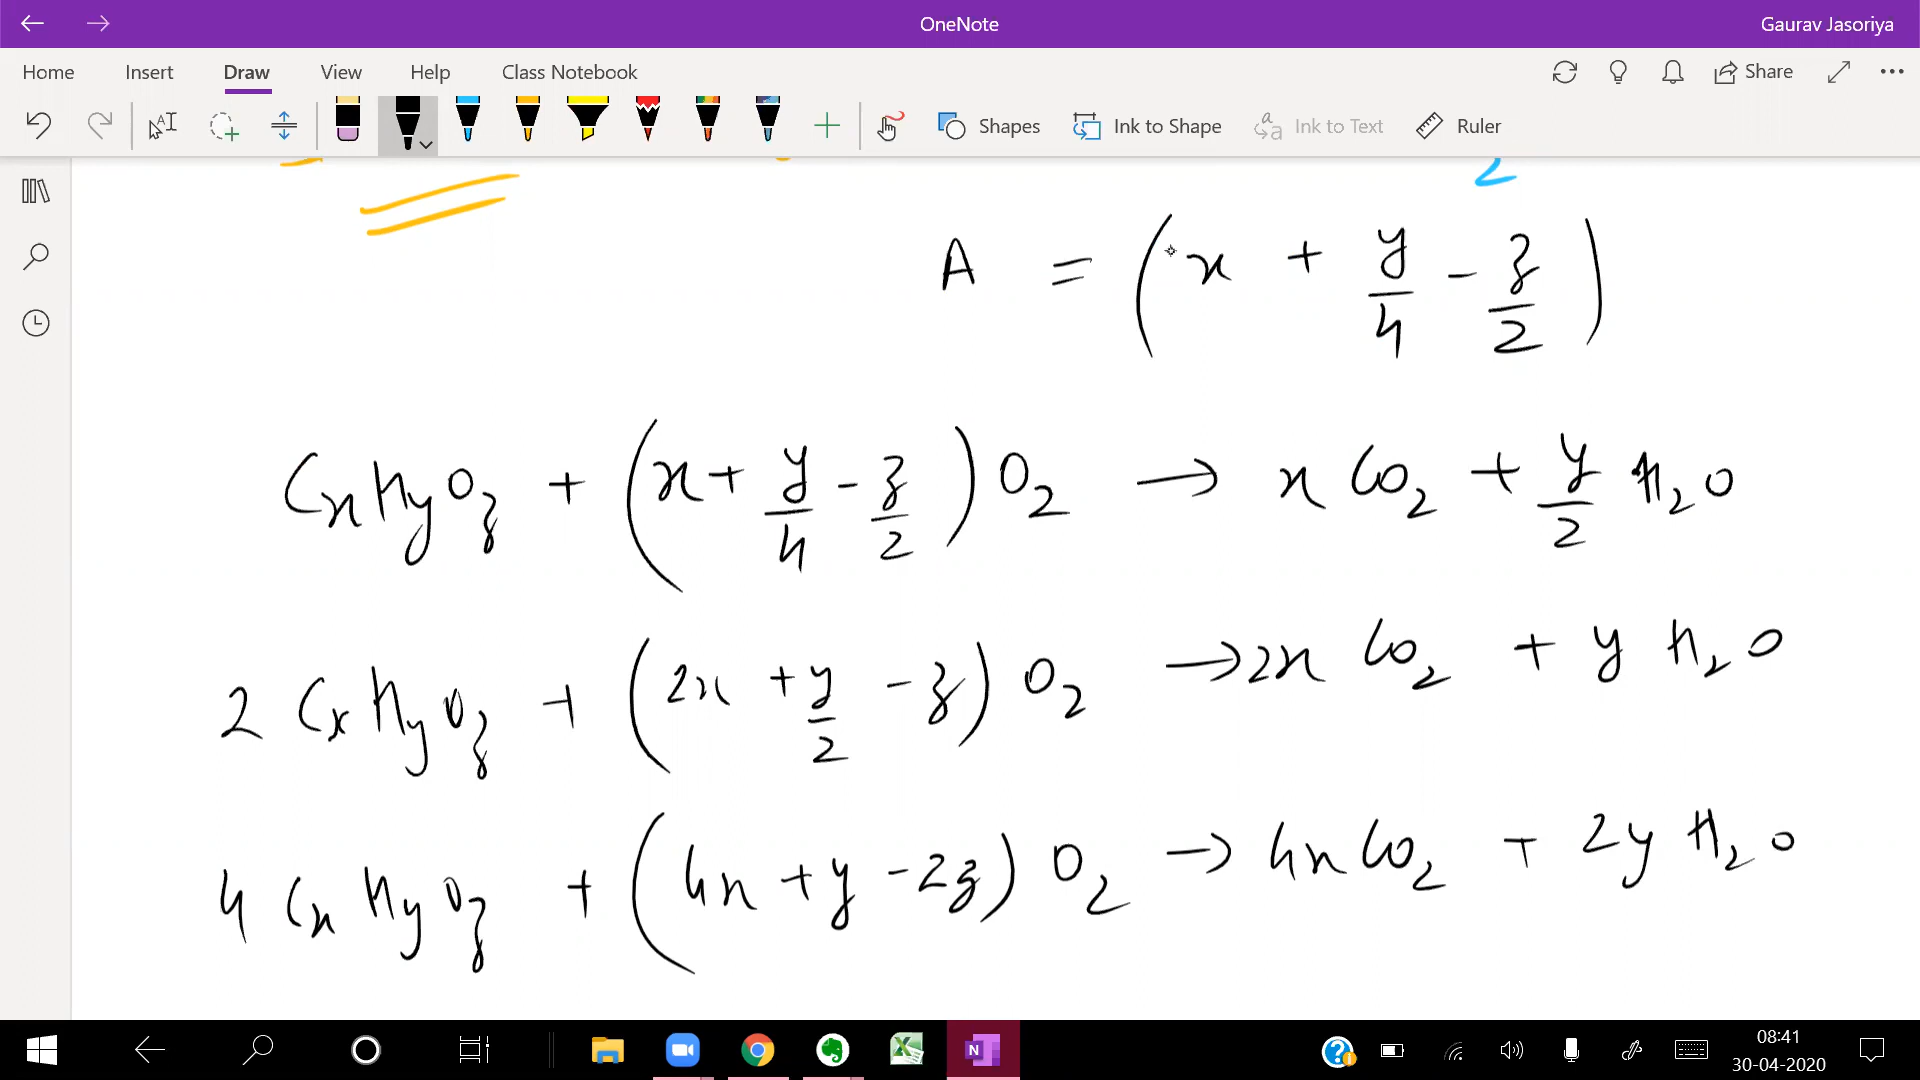 OneNote
Gaurav Jasoriya
Home Insert Draw View Help Class Notebook Share
Shapes Ink to Shape Ink to Text Ruler
2
A = (x + y/4 - z/2)
CxHyOz + (x + y/4 - z/2) O2 → x CO2 + y/2 H2O
2 CxHyOz + (2x + y/2 - z) O2 → 2x CO2 + y H2O
4 CxHyOz + (4x + y - 2z) O2 → 4x CO2 + 2y H2O
08:41
30-04-2020